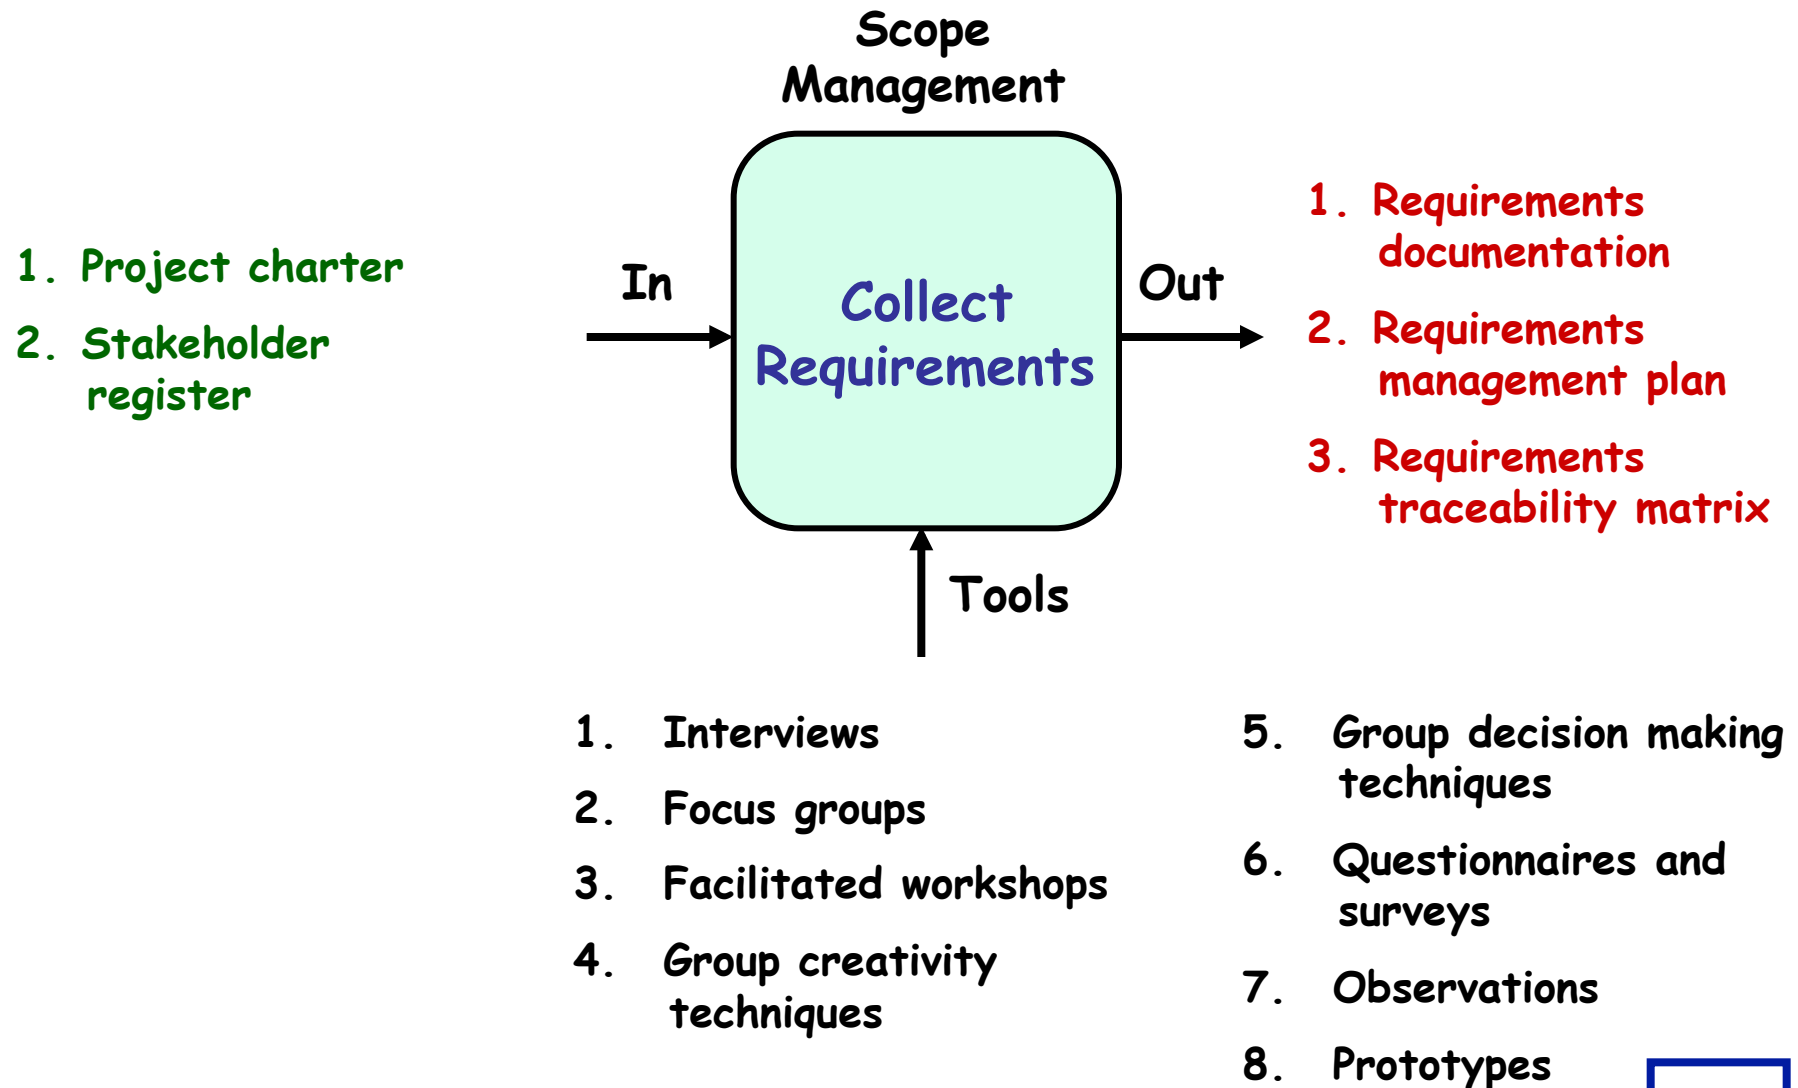 Scope
Management
1. Project charter
2. Stakeholder
register
In
Collect
Requirements
Out
1. Requirements
documentation
2. Requirements
management plan
3. Requirements
traceability matrix
Tools
1. Interviews
2. Focus groups
3. Facilitated workshops
4. Group creativity
techniques
5. Group decision making
techniques
6. Questionnaires and
surveys
7. Observations
8. Prototypes